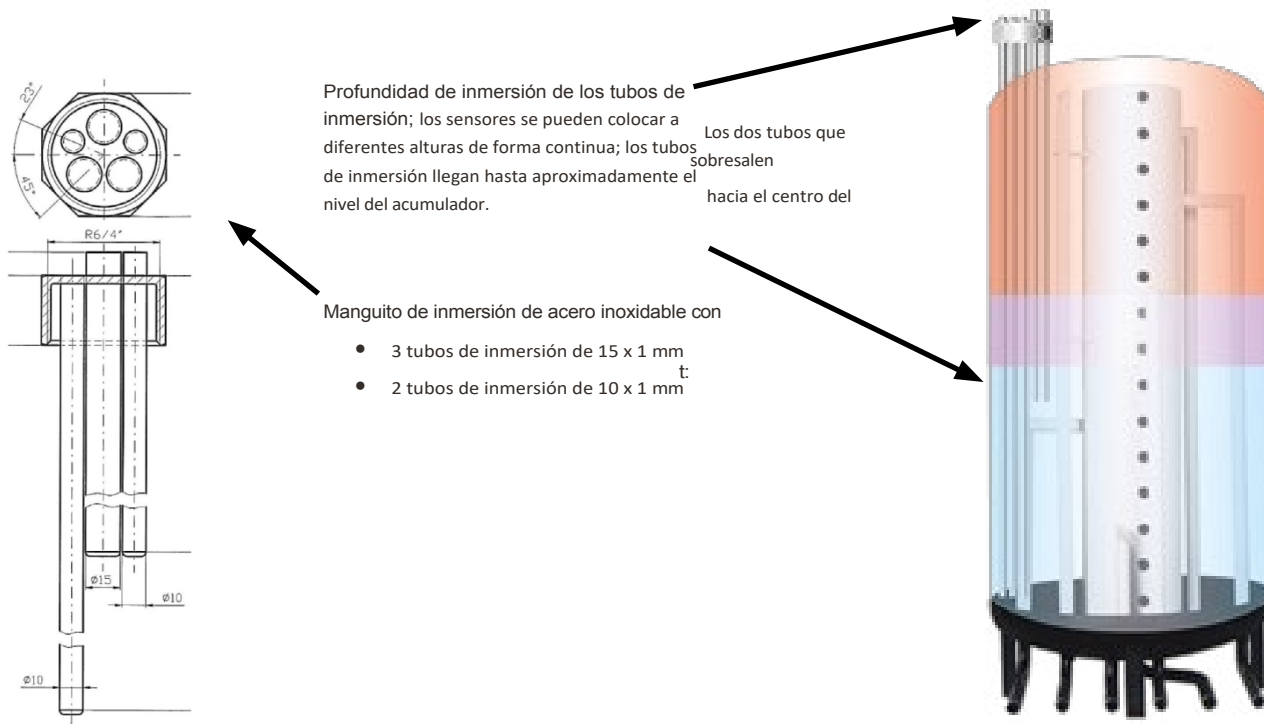 23°
45°
R6/4"
Ø15
Ø10
Ø10
Profundidad de inmersión de los tubos de
inmersión; los sensores se pueden colocar a
diferentes alturas de forma continua; los tubos
de inmersión llegan hasta aproximadamente el
nivel del acumulador.
Los dos tubos que
sobresalen
hacia el centro del
Manguito de inmersión de acero inoxidable con
• 3 tubos de inmersión de 15 x 1 mm
t:
• 2 tubos de inmersión de 10 x 1 mm